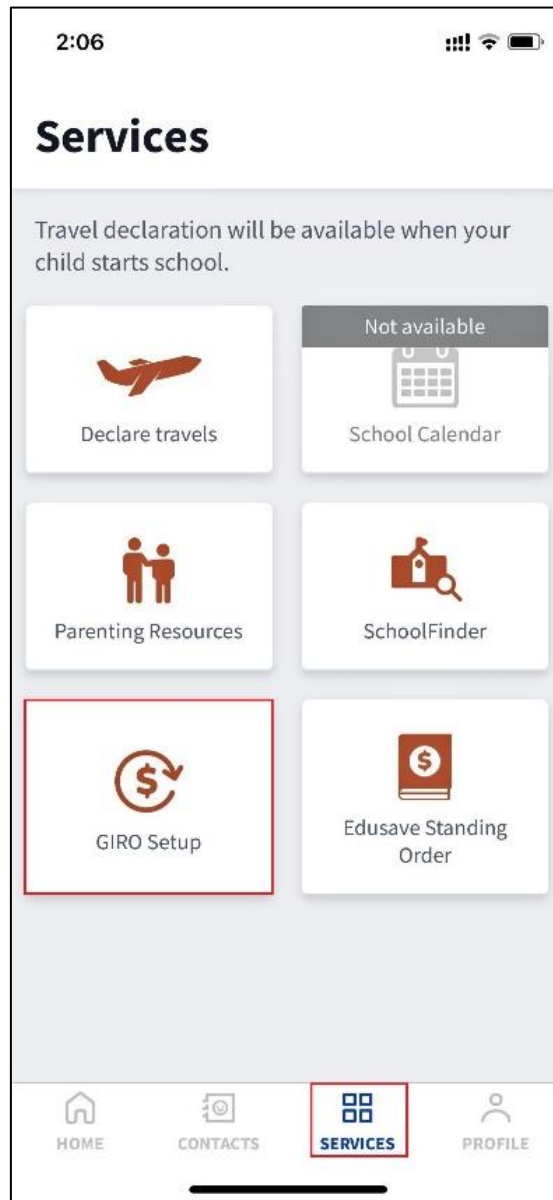 2:06
Services
Travel declaration will be available when your
child starts school.
Declare travels
Not available
School Calendar
Parenting Resources
SchoolFinder
$
GIRO Setup
$
Edusave Standing
Order
HOME
CONTACTS
SERVICES
PROFILE